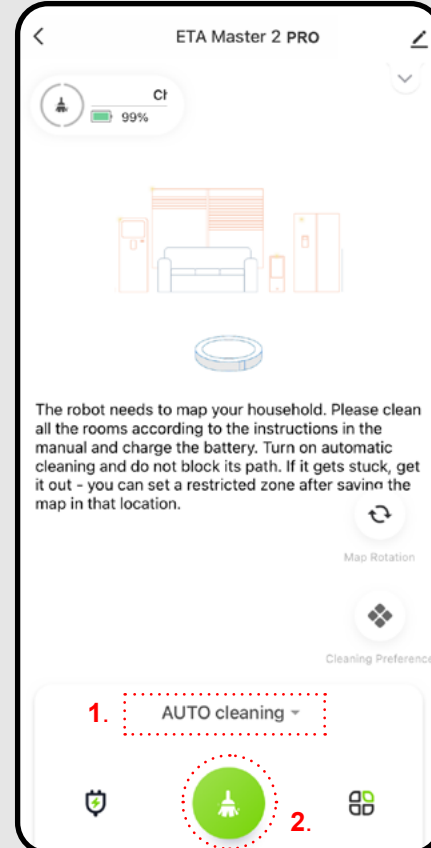 ETA Master 2 PRO
Ch
99%
The robot needs to map your household. Please clean
all the rooms according to the instructions in the
manual and charge the battery. Turn on automatic
cleaning and do not block its path. If it gets stuck, get
it out - you can set a restricted zone after saving the
map in that location.
Map Rotation
Cleaning Preference
1. AUTO cleaning
2.